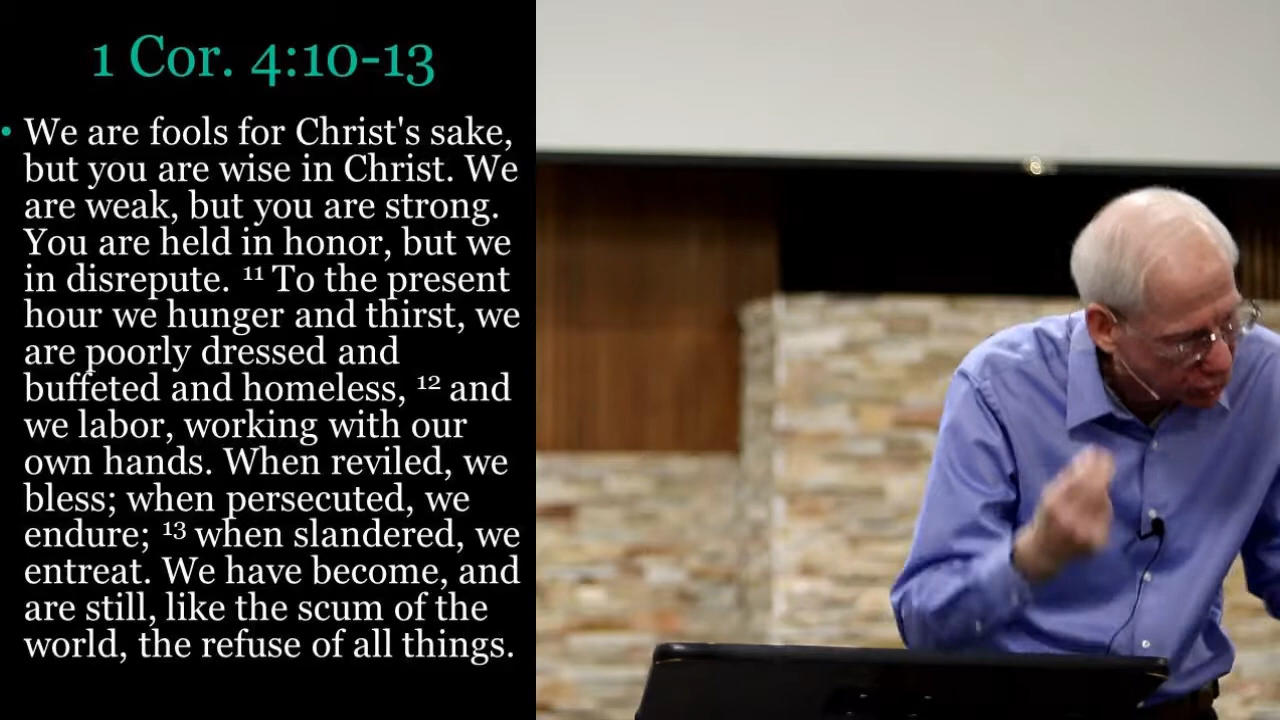 1 Cor. 4:10-13
• We are fools for Christ's sake,
but you are wise in Christ. We
are weak, but you are strong.
You are held in honor, but we
in disrepute. ¹¹ To the present
hour we hunger and thirst, we
are poorly dressed and
buffeted and homeless, ¹² and
we labor, working with our
own hands. When reviled, we
bless; when persecuted, we
endure; ¹³ when slandered, we
entreat. We have become, and
are still, like the scum of the
world, the refuse of all things.